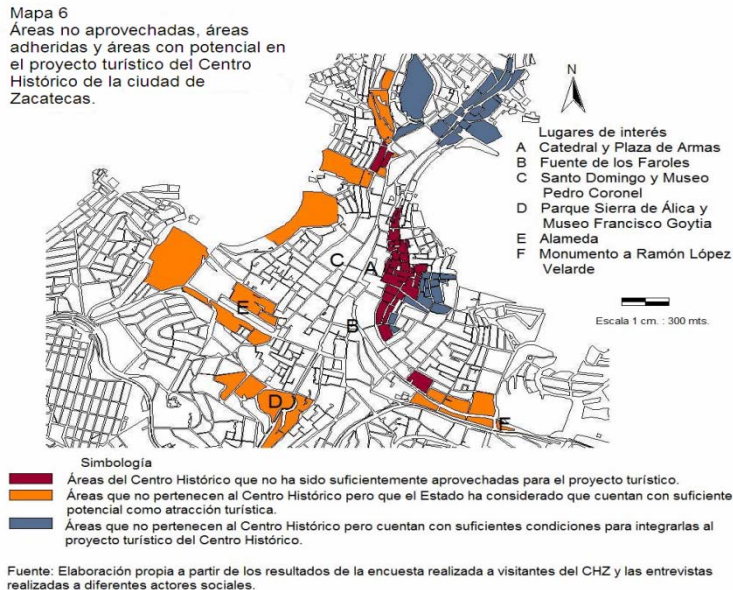 Mapa 6
Áreas no aprovechadas, áreas
adheridas y áreas con potencial en
el proyecto turístico del Centro
Histórico de la ciudad de
Zacatecas.
N
Lugares de interés
A Catedral y Plaza de Armas
B Fuente de los Faroles
C Santo Domingo y Museo
Pedro Coronel
D Parque Sierra de Álica y
Museo Francisco Goytia
E Alameda
F Monumento a Ramón López
Velarde
Escala 1 cm. : 300 mts.
C
A
E
B
D
F
Simbología
Áreas del Centro Histórico que no ha sido suficientemente aprovechadas para el proyecto turístico.
Áreas que no pertenecen al Centro Histórico pero que el Estado ha considerado que cuentan con suficiente
potencial como atracción turística.
Áreas que no pertenecen al Centro Histórico pero cuentan con suficientes condiciones para integrarlas al
proyecto turístico del Centro Histórico.
Fuente: Elaboración propia a partir de los resultados de la encuesta realizada a visitantes del CHZ y las entrevistas
realizadas a diferentes actores sociales.